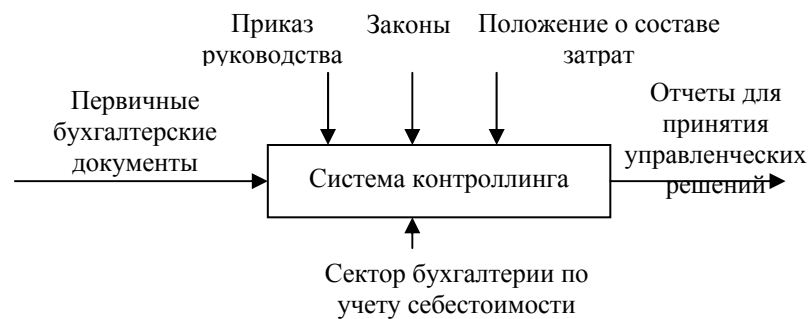 Приказ
руководства
Законы
Положение о составе
затрат
Первичные
бухгалтерские
документы
Отчеты для
принятия
управленческих
решений
Система контроллинга
Сектор бухгалтерии по
учету себестоимости